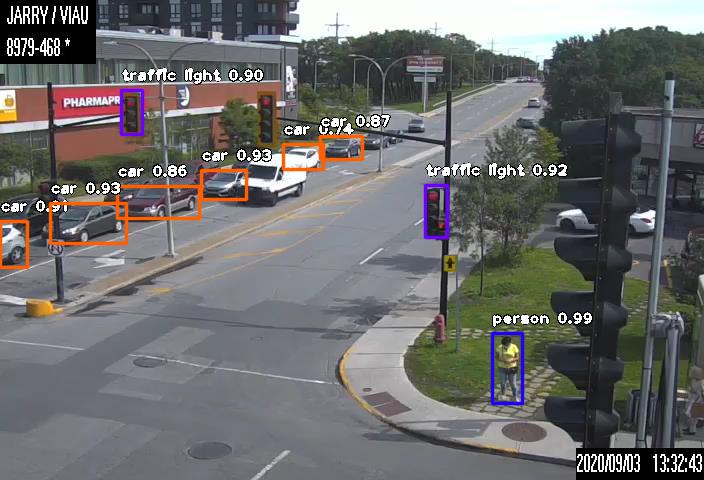 JARRY / VIAU
8979-468 *
traffic light 0.90
PHARMAPR
car 0.87
car 0.74
car 0.93
car 0.86
traffic light 0.92
car 0.93
car 0.91
person 0.99
2020/09/03 13:32:43